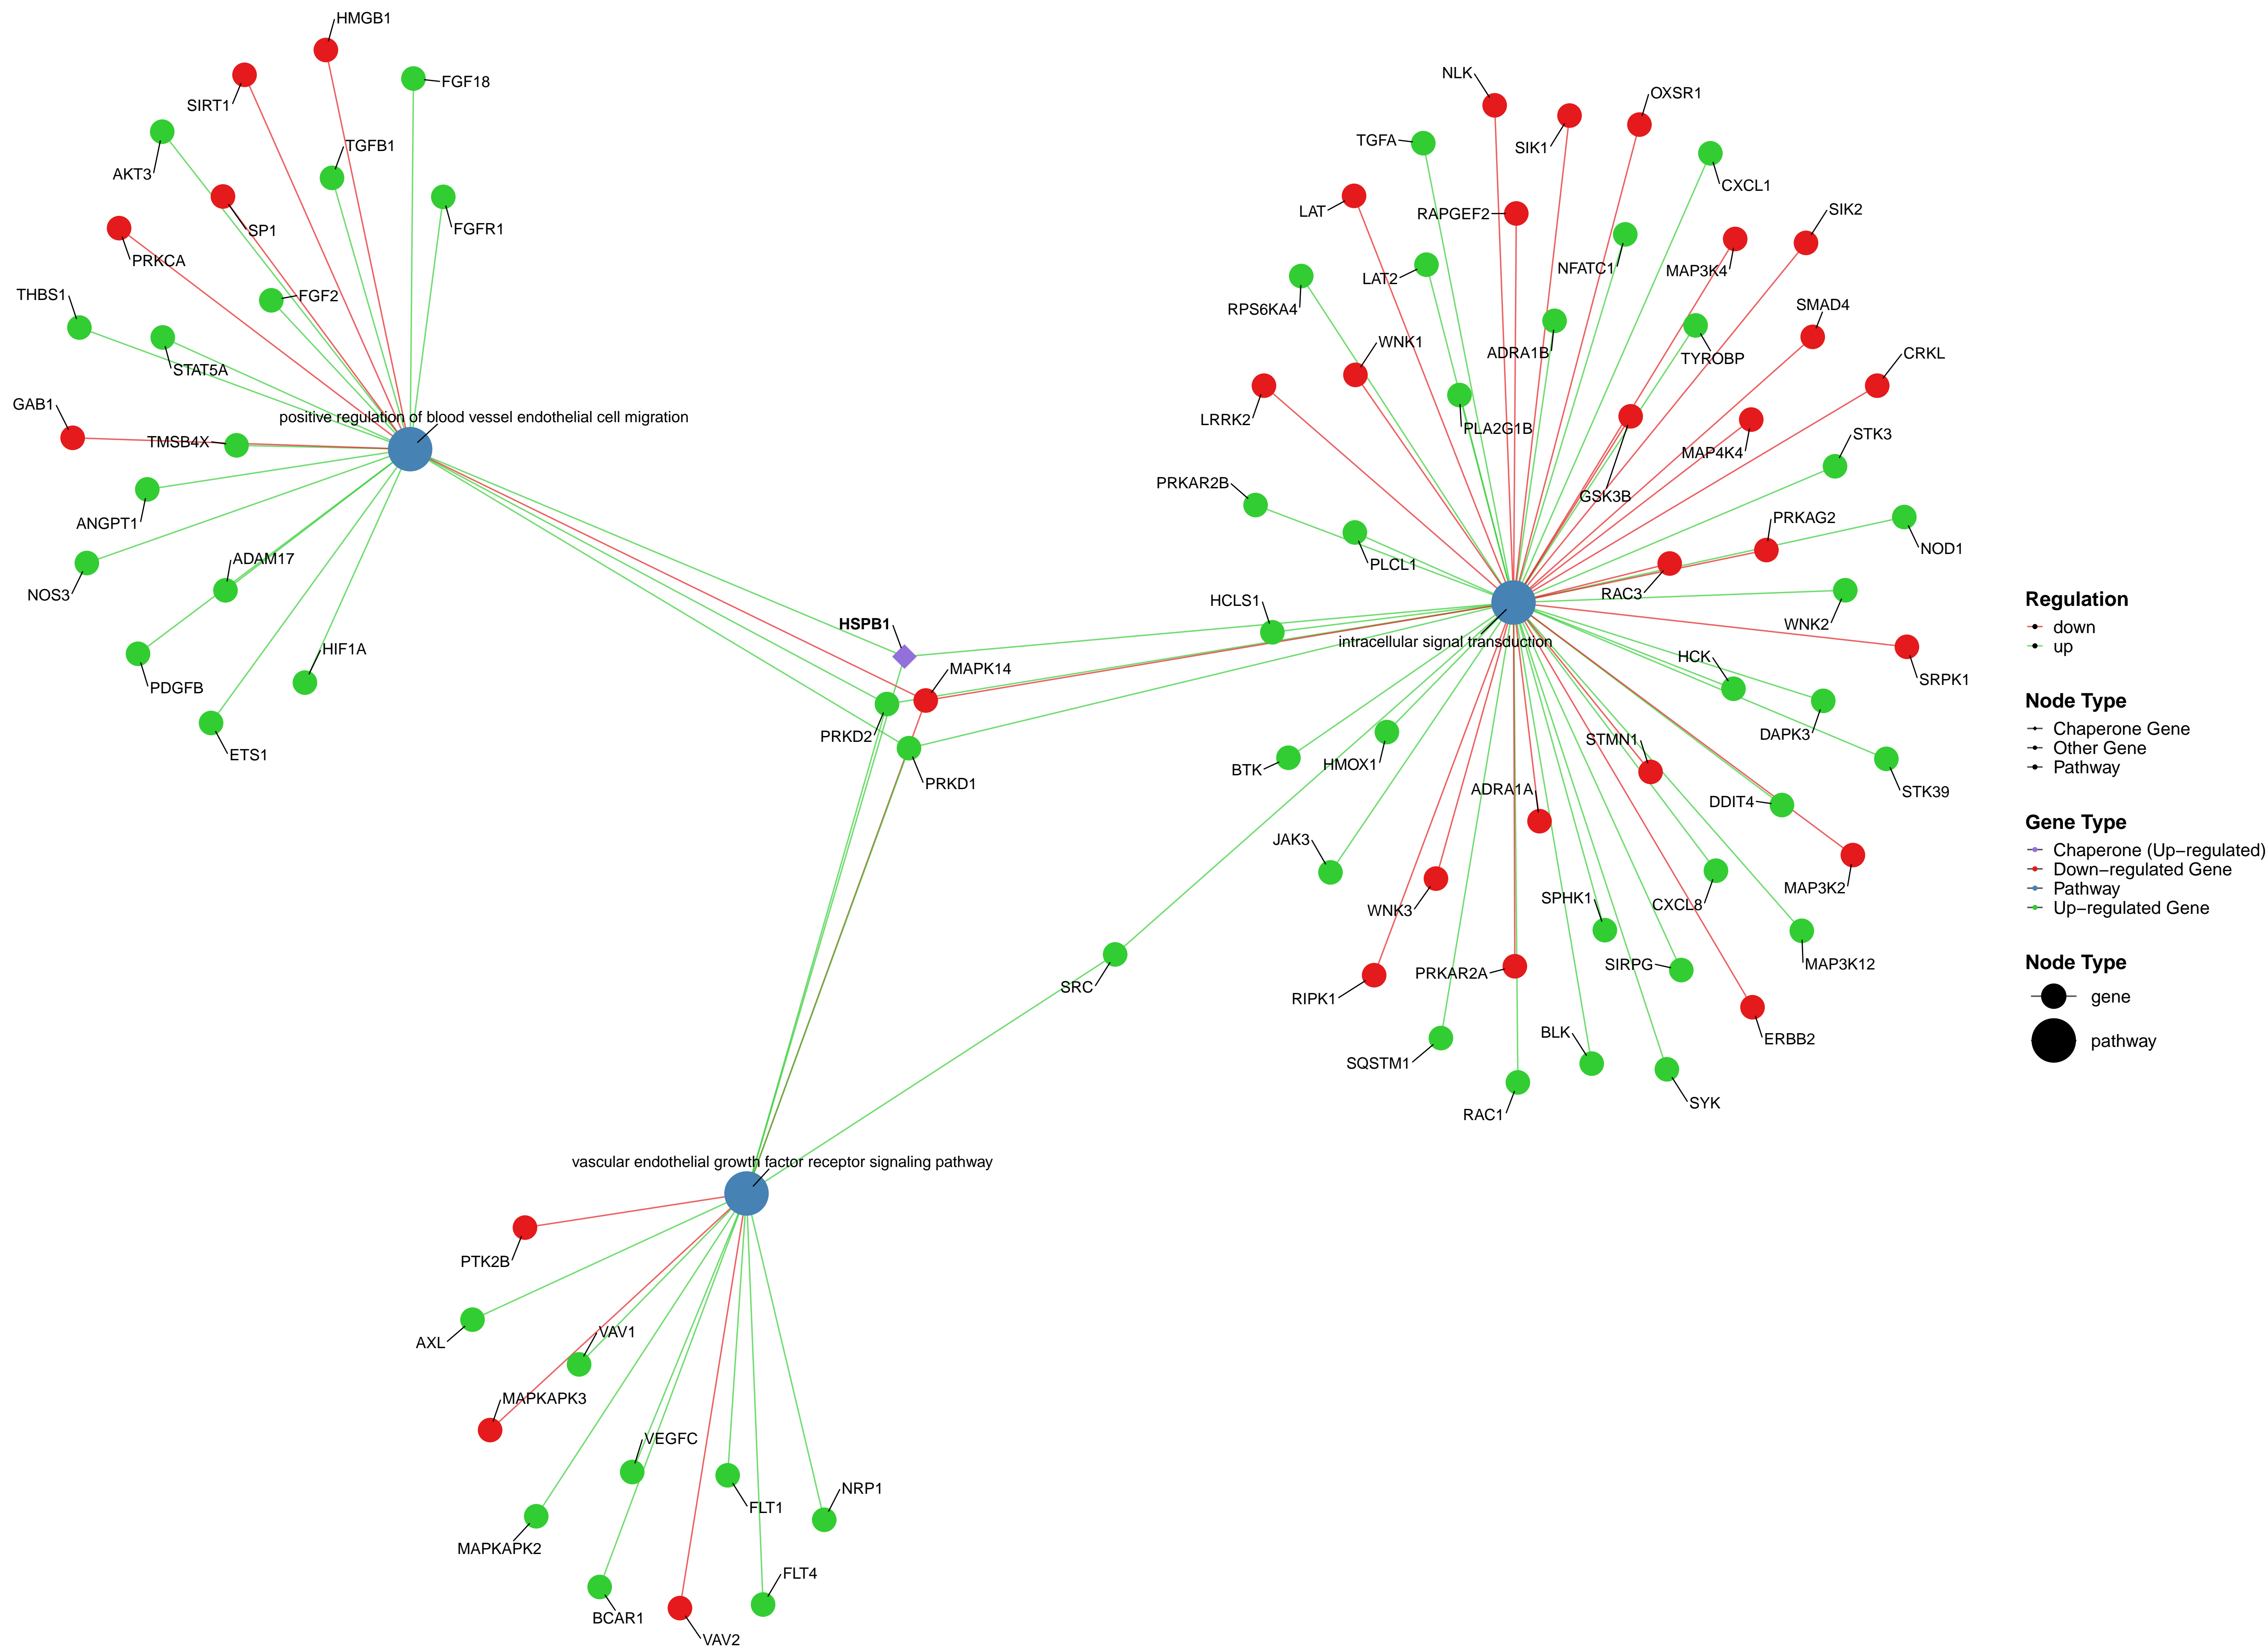 HMGB1
SIRT1
FGF18
AKT3
TGFB1
SP1
FGFR1
PRKCA
THBS1
FGF2
STAT5A
GAB1
positive regulation of blood vessel endothelial cell migration
TMSB4X
ANGPT1
ADAM17
NOS3
HIF1A
PDGFB
ETS1
HSPB1
MAPK14
PRKD2
PRKD1
SRC
NLK
OXSR1
TGFA
SIK1
CXCL1
LAT
RAPGEF2
SIK2
LAT2
NFATC1
MAP3K4
RPS6KA4
SMAD4
WNK1
ADRA1B
TYROBP
CRKL
LRRK2
PLA2G1B
MAP4K4
STK3
PRKAR2B
GSK3B
PRKAG2
NOD1
PLCL1
RAC3
HCLS1
WNK2
intracellular signal transduction
HCK
SRPK1
STMN1
DAPK3
BTK
HMOX1
ADRA1A
DDIT4
STK39
JAK3
MAP3K2
WNK3
SPHK1
CXCL8
RIPK1
PRKAR2A
SIRPG
MAP3K12
SQSTM1
BLK
ERBB2
RAC1
SYK
vascular endothelial growth factor receptor signaling pathway
PTK2B
AXL
VAV1
MAPKAPK3
VEGFC
NRP1
FLT1
MAPKAPK2
FLT4
BCAR1
VAV2
Regulation
down
up
Node Type
Chaperone Gene
Other Gene
Pathway
Gene Type
Chaperone (Up−regulated)
Down−regulated Gene
Pathway
Up−regulated Gene
Node Type
gene
pathway